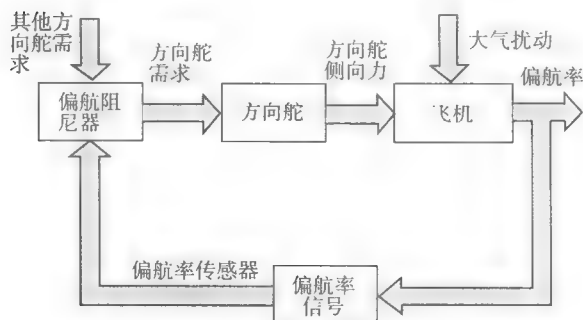 其他方
向舵需
求
方向舵
需求
方向舵
侧向力
大气扰动
偏航率
偏航阻
尼器
方向舵
飞机
偏航率传感器
偏航率
信号